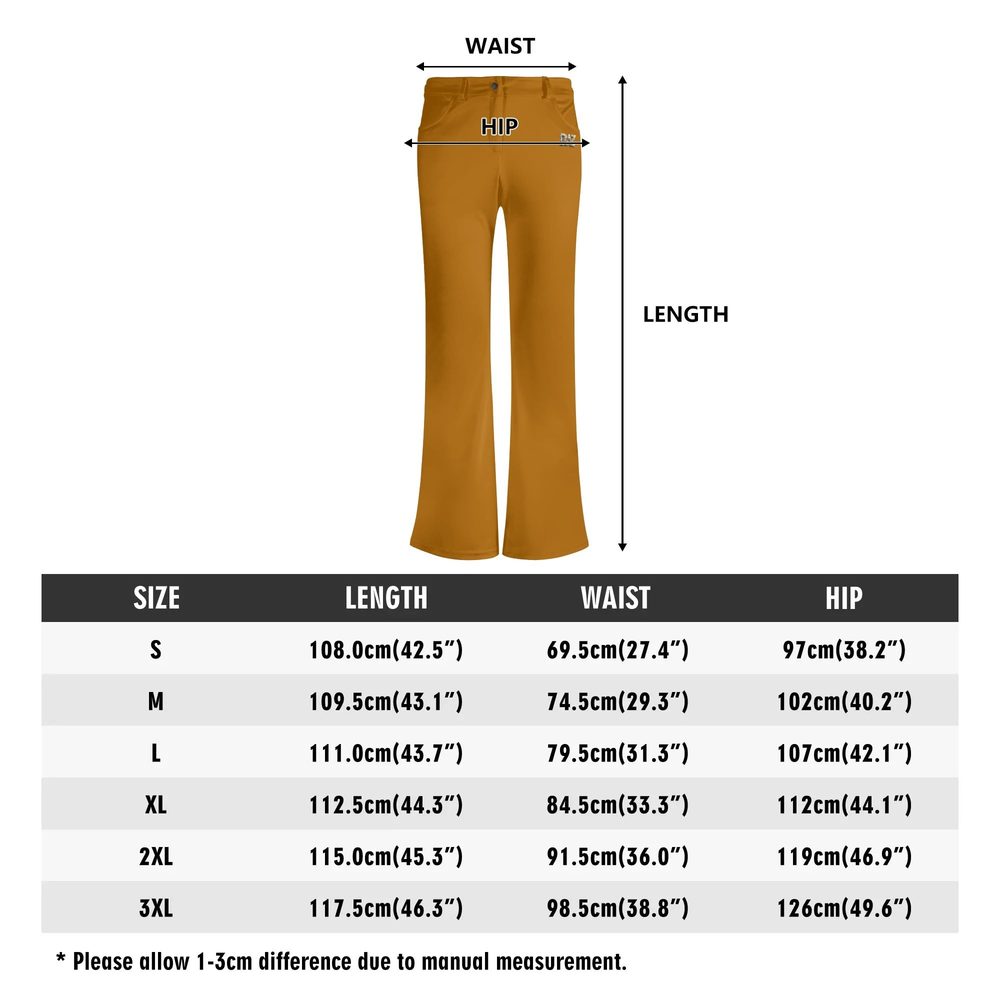 WAIST
HIP
LENGTH
SIZE LENGTH WAIST HIP
S 108.0cm(42.5") 69.5cm(27.4") 97cm(38.2")
M 109.5cm(43.1") 74.5cm(29.3") 102cm(40.2")
L 111.0cm(43.7") 79.5cm(31.3") 107cm(42.1")
XL 112.5cm(44.3") 84.5cm(33.3") 112cm(44.1")
2XL 115.0cm(45.3") 91.5cm(36.0") 119cm(46.9")
3XL 117.5cm(46.3") 98.5cm(38.8") 126cm(49.6")
* Please allow 1-3cm difference due to manual measurement.